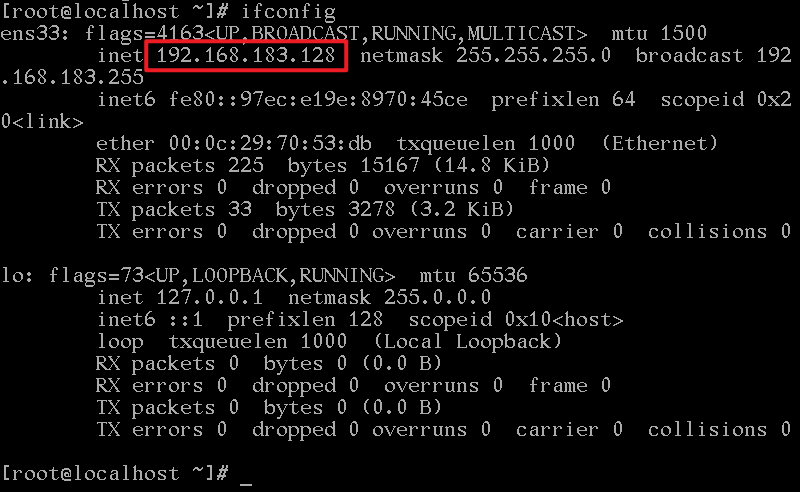 [root@localhost ~]# ifconfig
ens33: flags=4163<UP,BROADCAST,RUNNING,MULTICAST>  mtu 1500
        inet 192.168.183.128  netmask 255.255.255.0  broadcast 192
.168.183.255
        inet6 fe80::97ec:e19e:8970:45ce  prefixlen 64  scopeid 0x2
0<link>
        ether 00:0c:29:70:53:db  txqueuelen 1000  (Ethernet)
        RX packets 225  bytes 15167 (14.8 KiB)
        RX errors 0  dropped 0  overruns 0  frame 0
        TX packets 33  bytes 3278 (3.2 KiB)
        TX errors 0  dropped 0 overruns 0  carrier 0  collisions 0

lo: flags=73<UP,LOOPBACK,RUNNING>  mtu 65536
        inet 127.0.0.1  netmask 255.0.0.0
        inet6 ::1  prefixlen 128  scopeid 0x10<host>
        loop  txqueuelen 1000  (Local Loopback)
        RX packets 0  bytes 0 (0.0 B)
        RX errors 0  dropped 0  overruns 0  frame 0
        TX packets 0  bytes 0 (0.0 B)
        TX errors 0  dropped 0 overruns 0  carrier 0  collisions 0

[root@localhost ~]# _